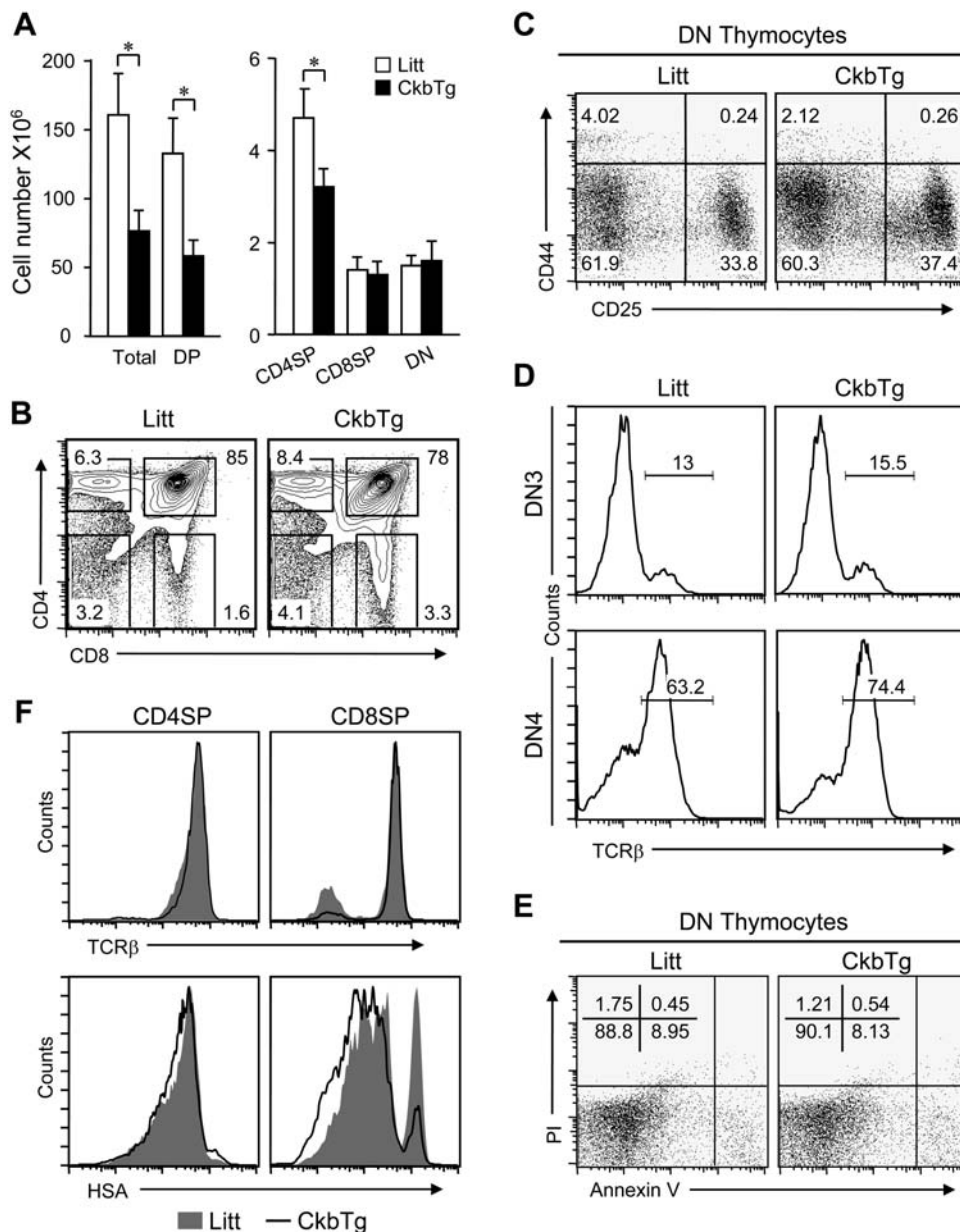 A
200
150
100
50
0
Cell number X10⁶
*
*
Total
DP
6
4
2
0
*
Litt
CkbTg
CD4SP
CD8SP
DN
B
Litt
CkbTg
6.3
85
3.2
1.6
8.4
78
4.1
3.3
CD4
CD8
C
DN Thymocytes
Litt
CkbTg
4.02
0.24
61.9
33.8
2.12
0.26
60.3
37.4
CD44
CD25
D
Litt
CkbTg
DN3
13
15.5
Counts
DN4
63.2
74.4
TCRβ
E
DN Thymocytes
Litt
CkbTg
1.75 0.45
88.8 8.95
1.21 0.54
90.1 8.13
PI
Annexin V
F
CD4SP
CD8SP
Counts
TCRβ
Counts
HSA
Litt
CkbTg